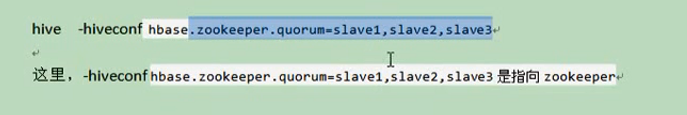 hive -hiveconf hbase.zookeeper.quorum=slave1,slave2,slave3
这里，-hiveconf hbase.zookeeper.quorum=slave1,slave2,slave3 是指向 zookeeper